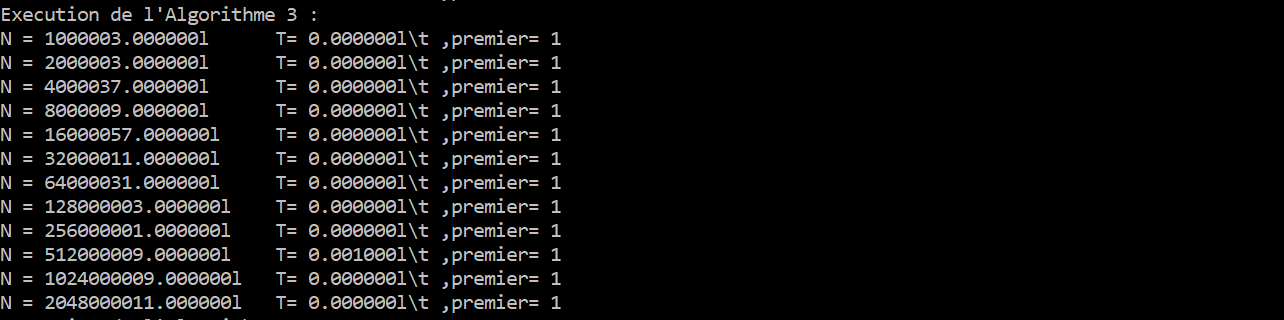 Execution de l'Algorithme 3 :
N = 1000003.000000l T= 0.000000l\t ,premier= 1
N = 2000003.000000l T= 0.000000l\t ,premier= 1
N = 4000037.000000l T= 0.000000l\t ,premier= 1
N = 8000009.000000l T= 0.000000l\t ,premier= 1
N = 16000057.000000l T= 0.000000l\t ,premier= 1
N = 32000011.000000l T= 0.000000l\t ,premier= 1
N = 64000031.000000l T= 0.000000l\t ,premier= 1
N = 128000003.000000l T= 0.000000l\t ,premier= 1
N = 256000001.000000l T= 0.000000l\t ,premier= 1
N = 512000009.000000l T= 0.001000l\t ,premier= 1
N = 1024000009.000000l T= 0.000000l\t ,premier= 1
N = 2048000011.000000l T= 0.000000l\t ,premier= 1